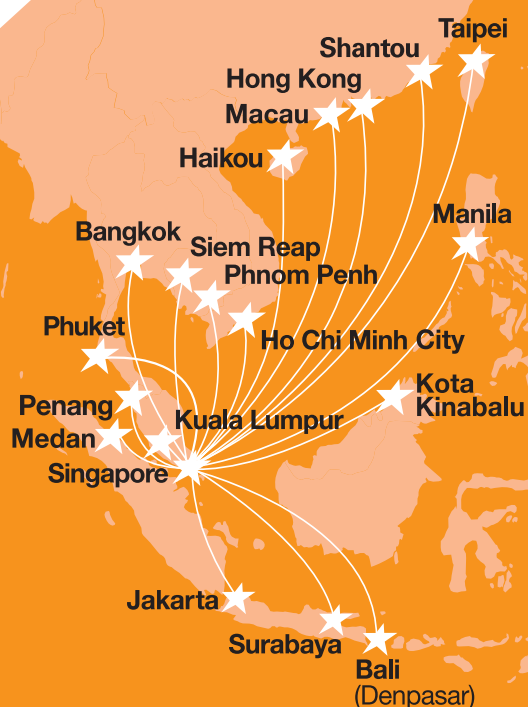 Taipei
Shantou
Hong Kong
Macau
Haikou
Manila
Bangkok
Siem Reap
Phnom Penh
Phuket
Ho Chi Minh City
Kota
Kinabalu
Penang
Kuala Lumpur
Medan
Singapore
Jakarta
Surabaya
Bali
(Denpasar)